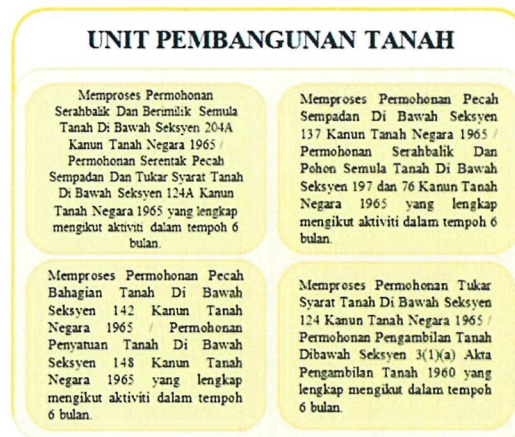 UNIT PEMBANGUNAN TANAH
Memproses Permohonan
Serahbalik Dan Berimilik Semula
Tanah Di Bawah Seksyen 204A
Kanun Tanah Negara 1965 /
Permohonan Serentak Pecah
Sempadan Dan Tukar Syarat Tanah
Di Bawah Seksyen 124A Kanun
Tanah Negara 1965 yang lengkap
mengikut aktiviti dalam tempoh 6
bulan.
Memproses Permohonan Pecah
Sempadan Di Bawah Seksyen
137 Kanun Tanah Negara 1965 /
Permohonan Serahbalik Dan
Pohon Semula Tanah Di Bawah
Seksyen 197 dan 76 Kanun Tanah
Negara 1965 yang lengkap
mengikut aktiviti dalam tempoh 6
bulan.
Memproses Permohonan Pecah
Bahagian Tanah Di Bawah
Seksyen 142 Kanun Tanah
Negara 1965 / Permohonan
Penyatuan Tanah Di Bawah
Seksyen 148 Kanun Tanah
Negara 1965 yang lengkap
mengikut aktiviti dalam tempoh
6 bulan.
Memproses Permohonan Tukar
Syarat Tanah Di Bawah Seksyen
124 Kanun Tanah Negara 1965 /
Permohonan Pengambilan Tanah
Dibawah Seksyen 3(1)(a) Akta
Pengambilan Tanah 1960 yang
lengkap mengikut dalam tempoh
6 bulan.